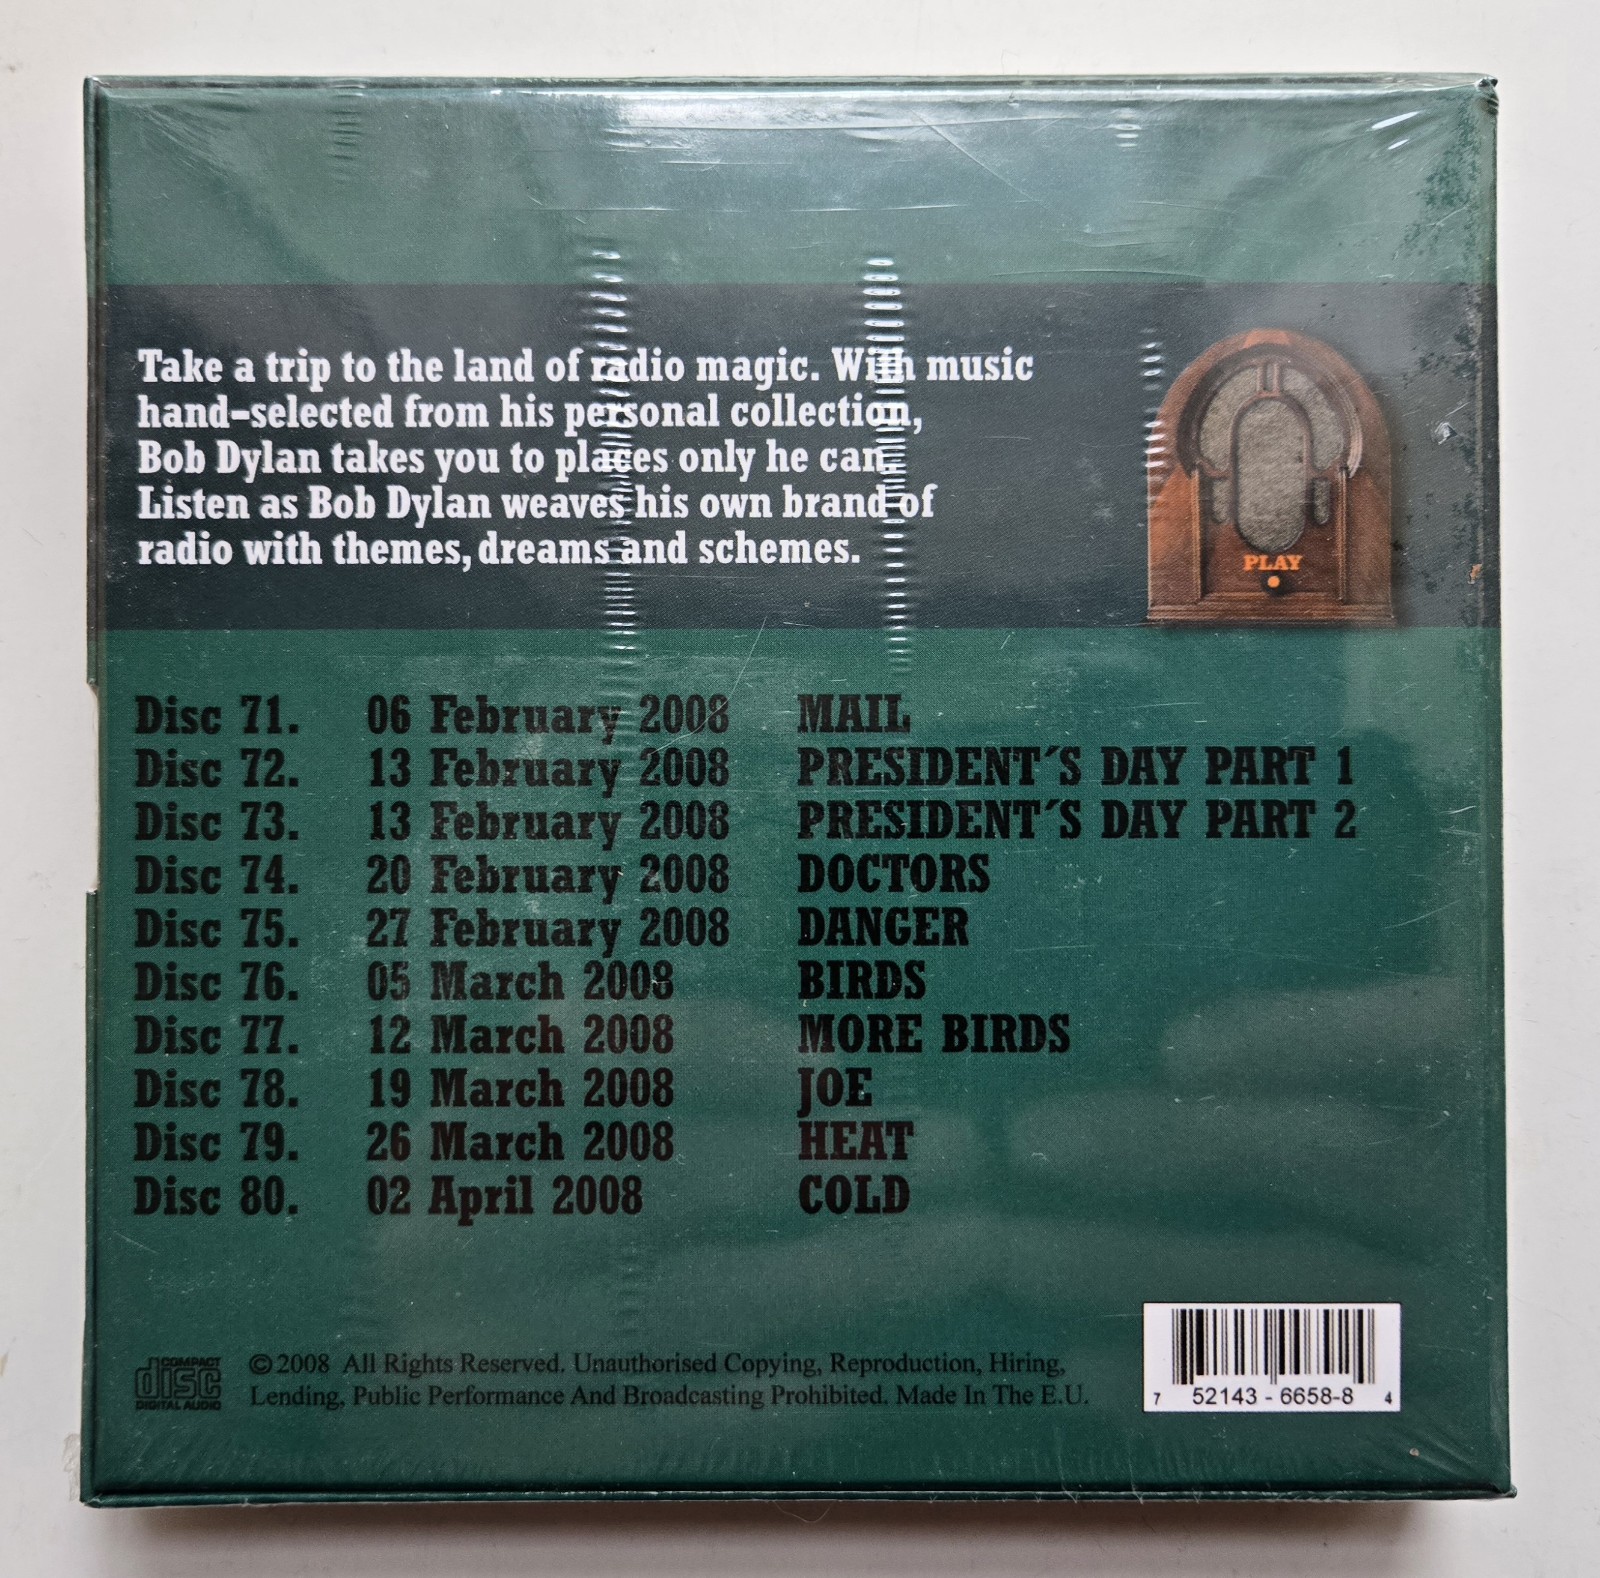 Take a trip to the land of radio magic. With music
hand-selected from his personal collection,
Bob Dylan takes you to places only he can.
Listen as Bob Dylan weaves his own brand of
radio with themes, dreams and schemes.
PLAY
Disc 71. 06 February 2008 MAIL
Disc 72. 13 February 2008 PRESIDENT´S DAY PART 1
Disc 73. 13 February 2008 PRESIDENT´S DAY PART 2
Disc 74. 20 February 2008 DOCTORS
Disc 75. 27 February 2008 DANGER
Disc 76. 05 March 2008 BIRDS
Disc 77. 12 March 2008 MORE BIRDS
Disc 78. 19 March 2008 JOE
Disc 79. 26 March 2008 HEAT
Disc 80. 02 April 2008 COLD
COMPACT
disc
DIGITAL AUDIO
©2008 All Rights Reserved. Unauthorised Copying, Reproduction, Hiring,
Lending, Public Performance And Broadcasting Prohibited. Made In The E.U.
7 52143 - 6658-8 4